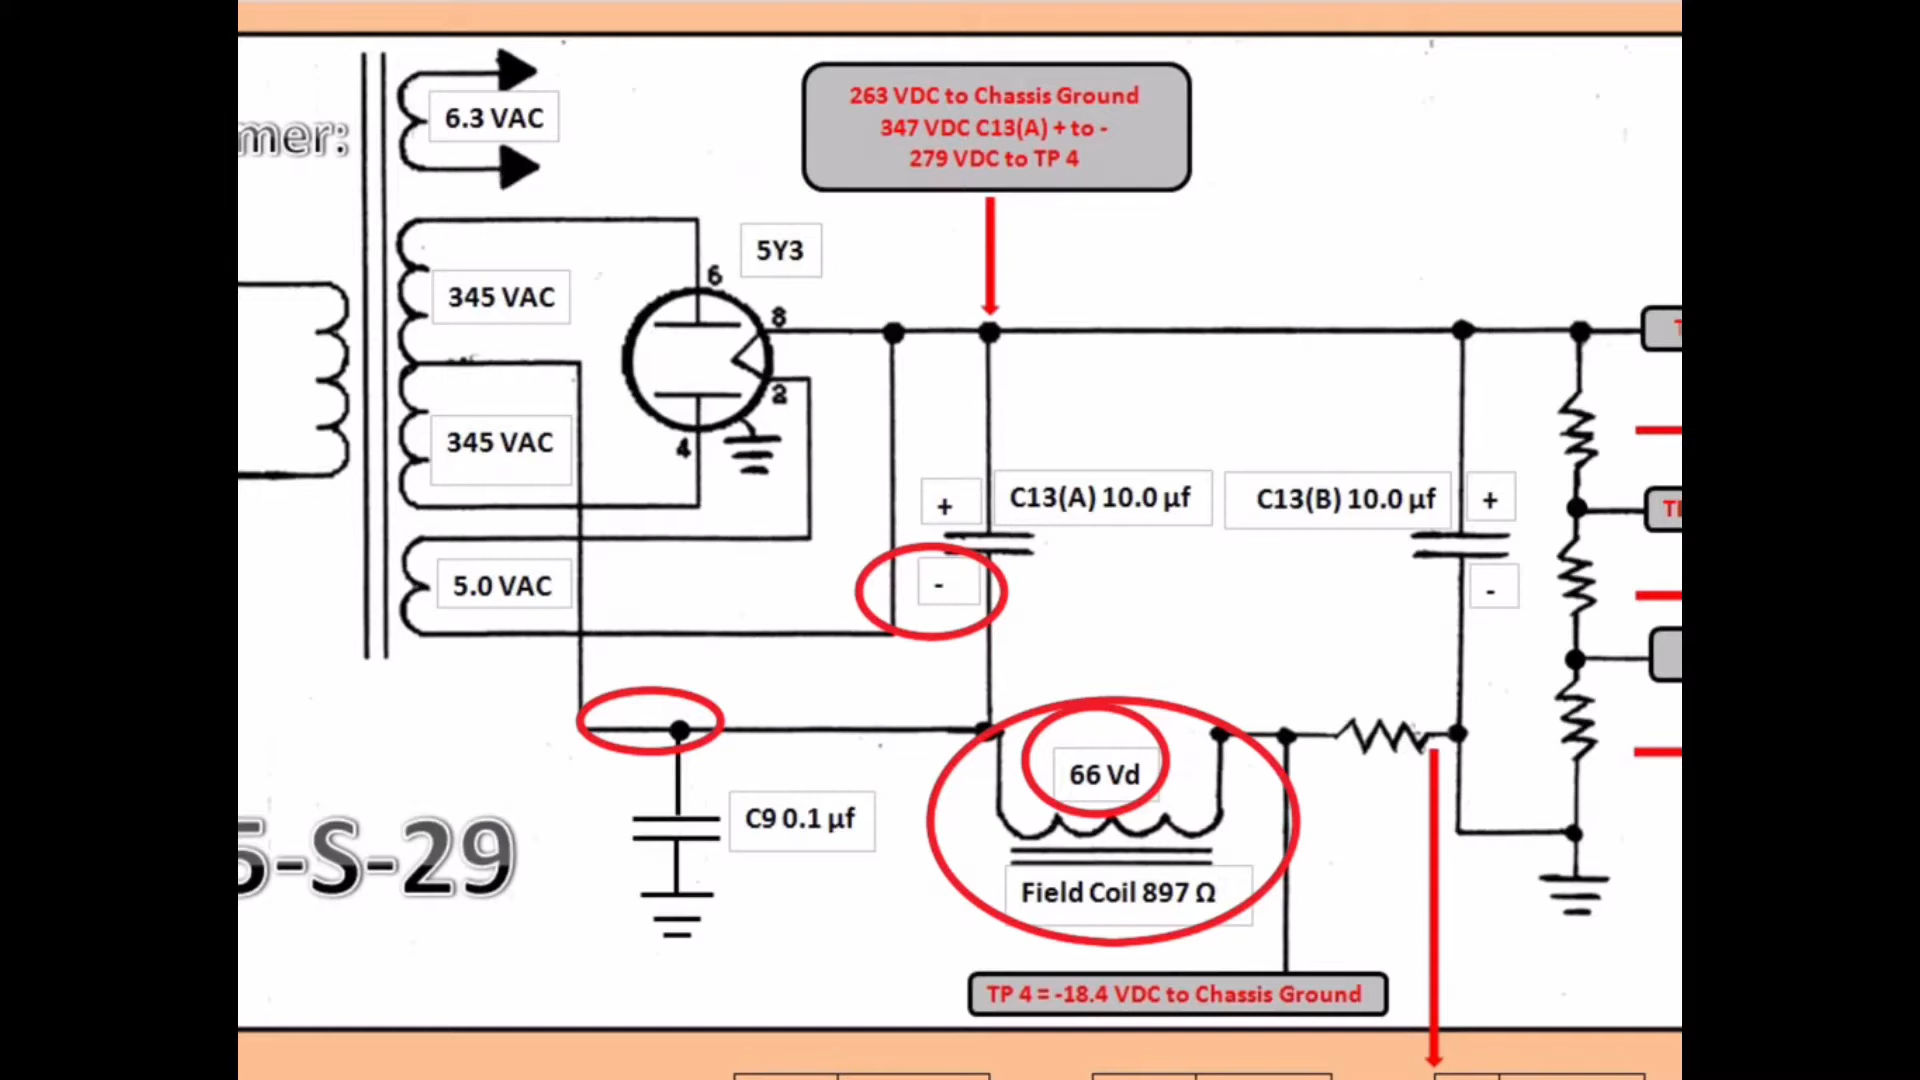 mer:
6.3 VAC
263 VDC to Chassis Ground
347 VDC C13(A) + to -
279 VDC to TP 4
5Y3
6
8
345 VAC
2
4
345 VAC
+
C13(A) 10.0 µf
C13(B) 10.0 µf
+
-
-
5.0 VAC
66 Vd
C9 0.1 µf
5-S-29
Field Coil 897 Ω
TP 4 = -18.4 VDC to Chassis Ground